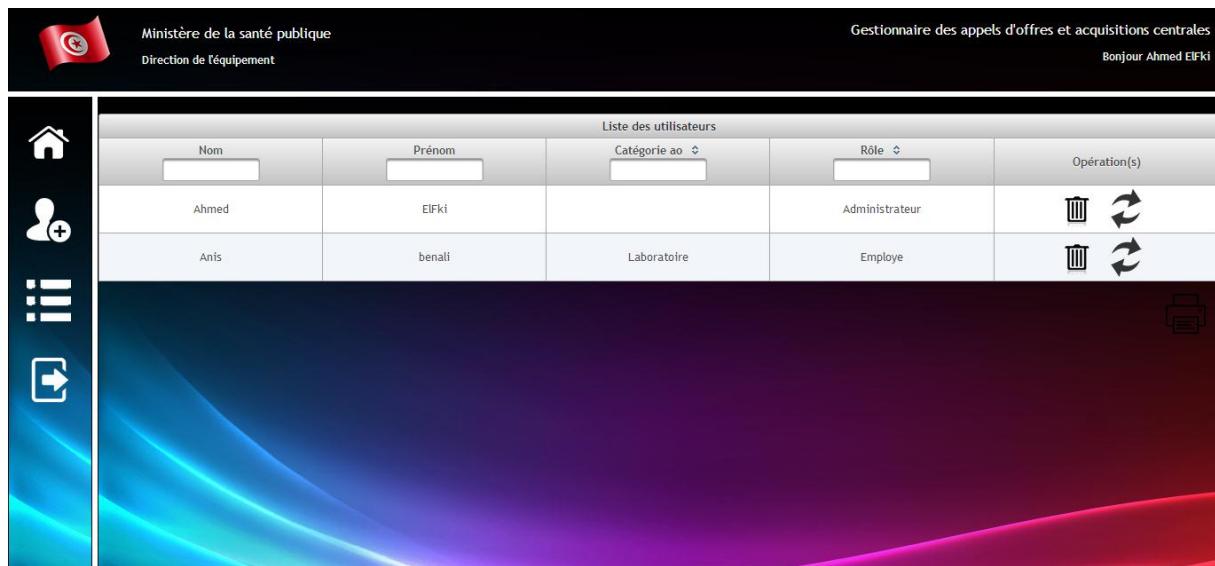 Ministère de la santé publique
Direction de l'équipement
Gestionnaire des appels d'offres et acquisitions centrales
Bonjour Ahmed ElFki
Liste des utilisateurs
Nom Prénom Catégorie ao Rôle Opération(s)
Ahmed ElFki Administrateur
Anis benali Laboratoire Employe